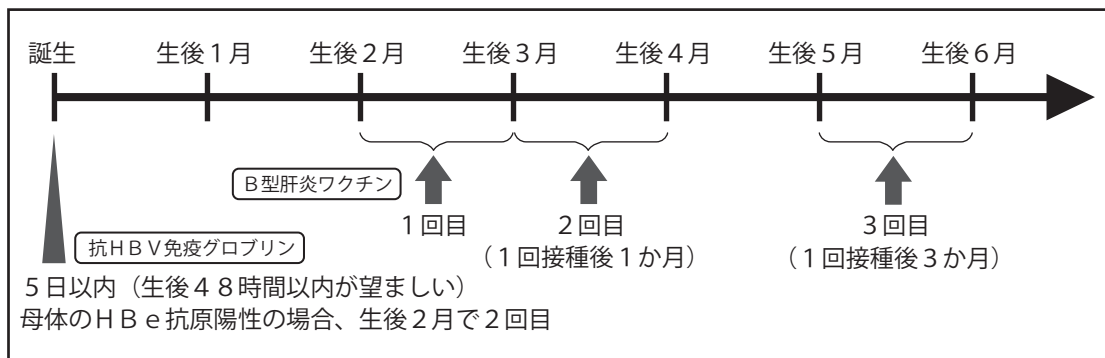 誕生 生後１月 生後２月 生後３月 生後４月 生後５月 生後６月
Ｂ型肝炎ワクチン
１回目 ２回目 ３回目
（１回接種後１か月） （１回接種後３か月）
抗ＨＢＶ免疫グロブリン
５日以内（生後４８時間以内が望ましい）
母体のＨＢｅ抗原陽性の場合、生後２月で２回目